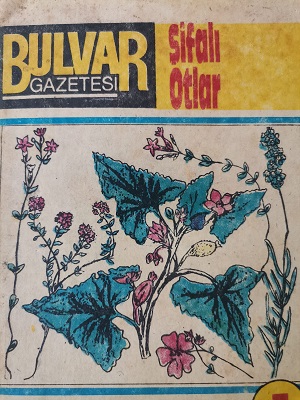 BULVAR
GAZETESİ
Şifalı
Otlar